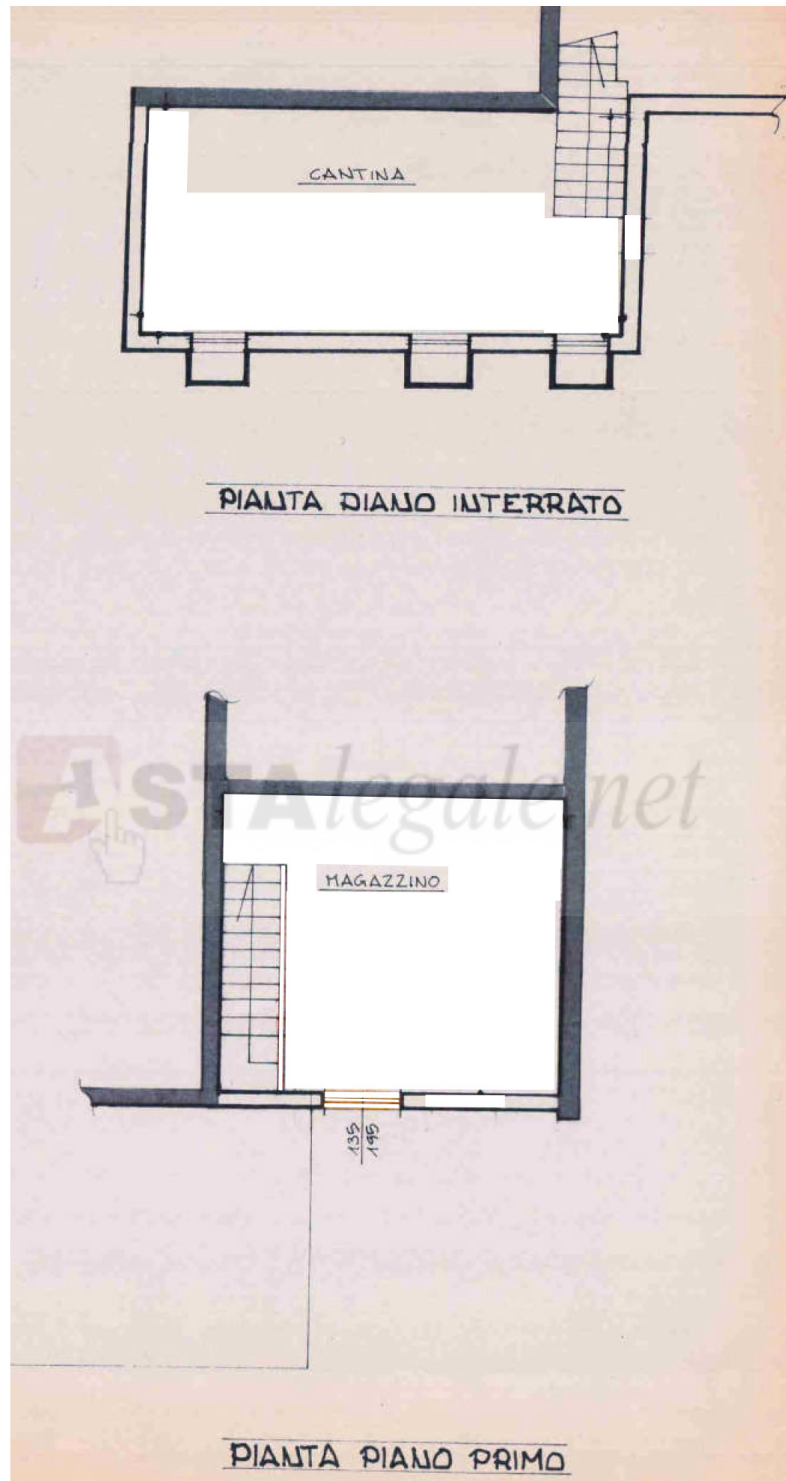 CANTINA
PIANTA PIANO INTERRATO
ASTAlegale.net
MAGAZZINO
135
195
PIANTA PIANO PRIMO